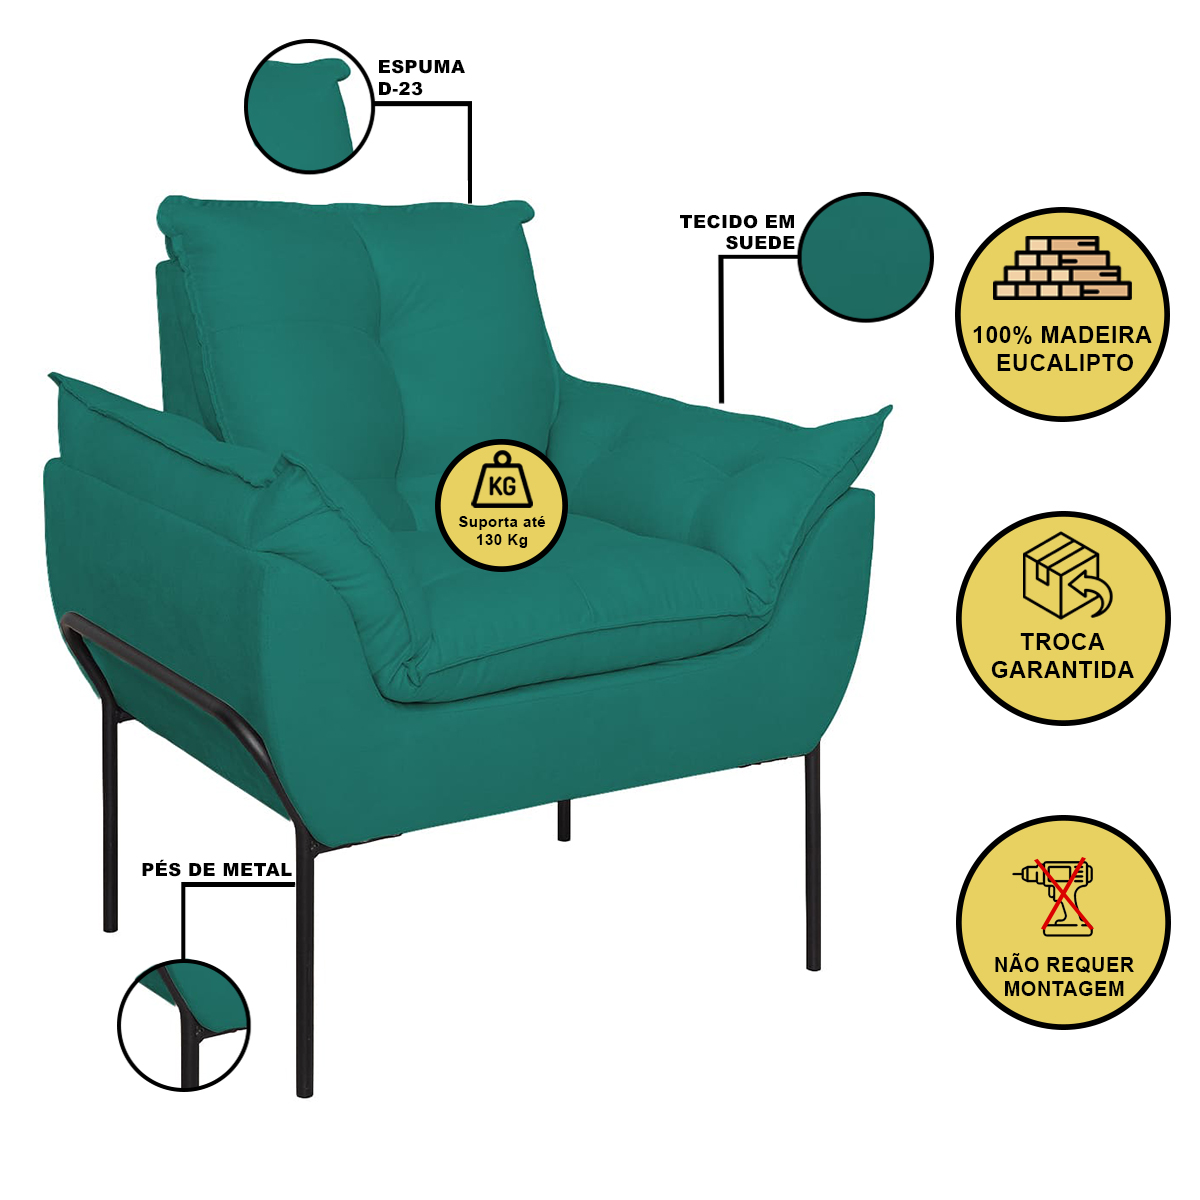 ESPUMA
D-23
TECIDO EM
SUEDE
100% MADEIRA
EUCALIPTO
KG
Suporta até
130 Kg
TROCA
GARANTIDA
PÉS DE METAL
NÃO REQUER
MONTAGEM